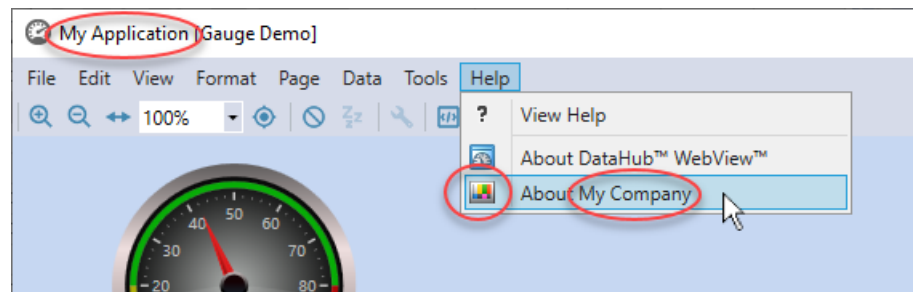 My Application [Gauge Demo]
File Edit View Format Page Data Tools Help
100%
? View Help
About DataHub™ WebView™
About My Company
20 30 40 50 60 70 80